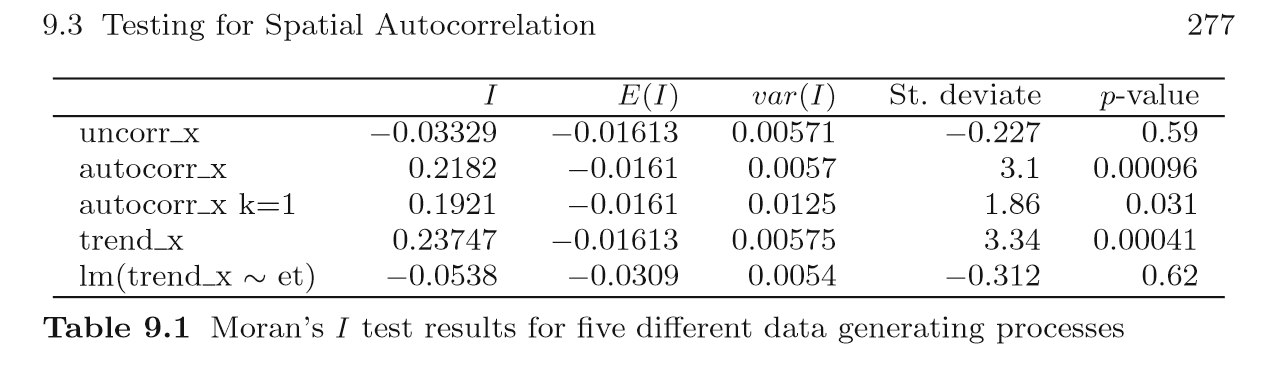 9.3 Testing for Spatial Autocorrelation 277
I E(I) var(I) St. deviate p-value
uncorr_x −0.03329 −0.01613 0.00571 −0.227 0.59
autocorr_x 0.2182 −0.0161 0.0057 3.1 0.00096
autocorr_x k=1 0.1921 −0.0161 0.0125 1.86 0.031
trend_x 0.23747 −0.01613 0.00575 3.34 0.00041
lm(trend_x ∼ et) −0.0538 −0.0309 0.0054 −0.312 0.62
Table 9.1 Moran's I test results for five different data generating processes